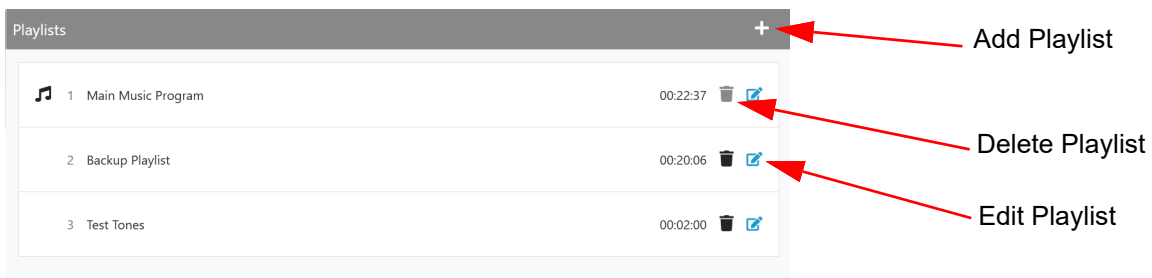 Playlists
Add Playlist
1 Main Music Program 00:22:37
Delete Playlist
2 Backup Playlist 00:20:06
Edit Playlist
3 Test Tones 00:02:00